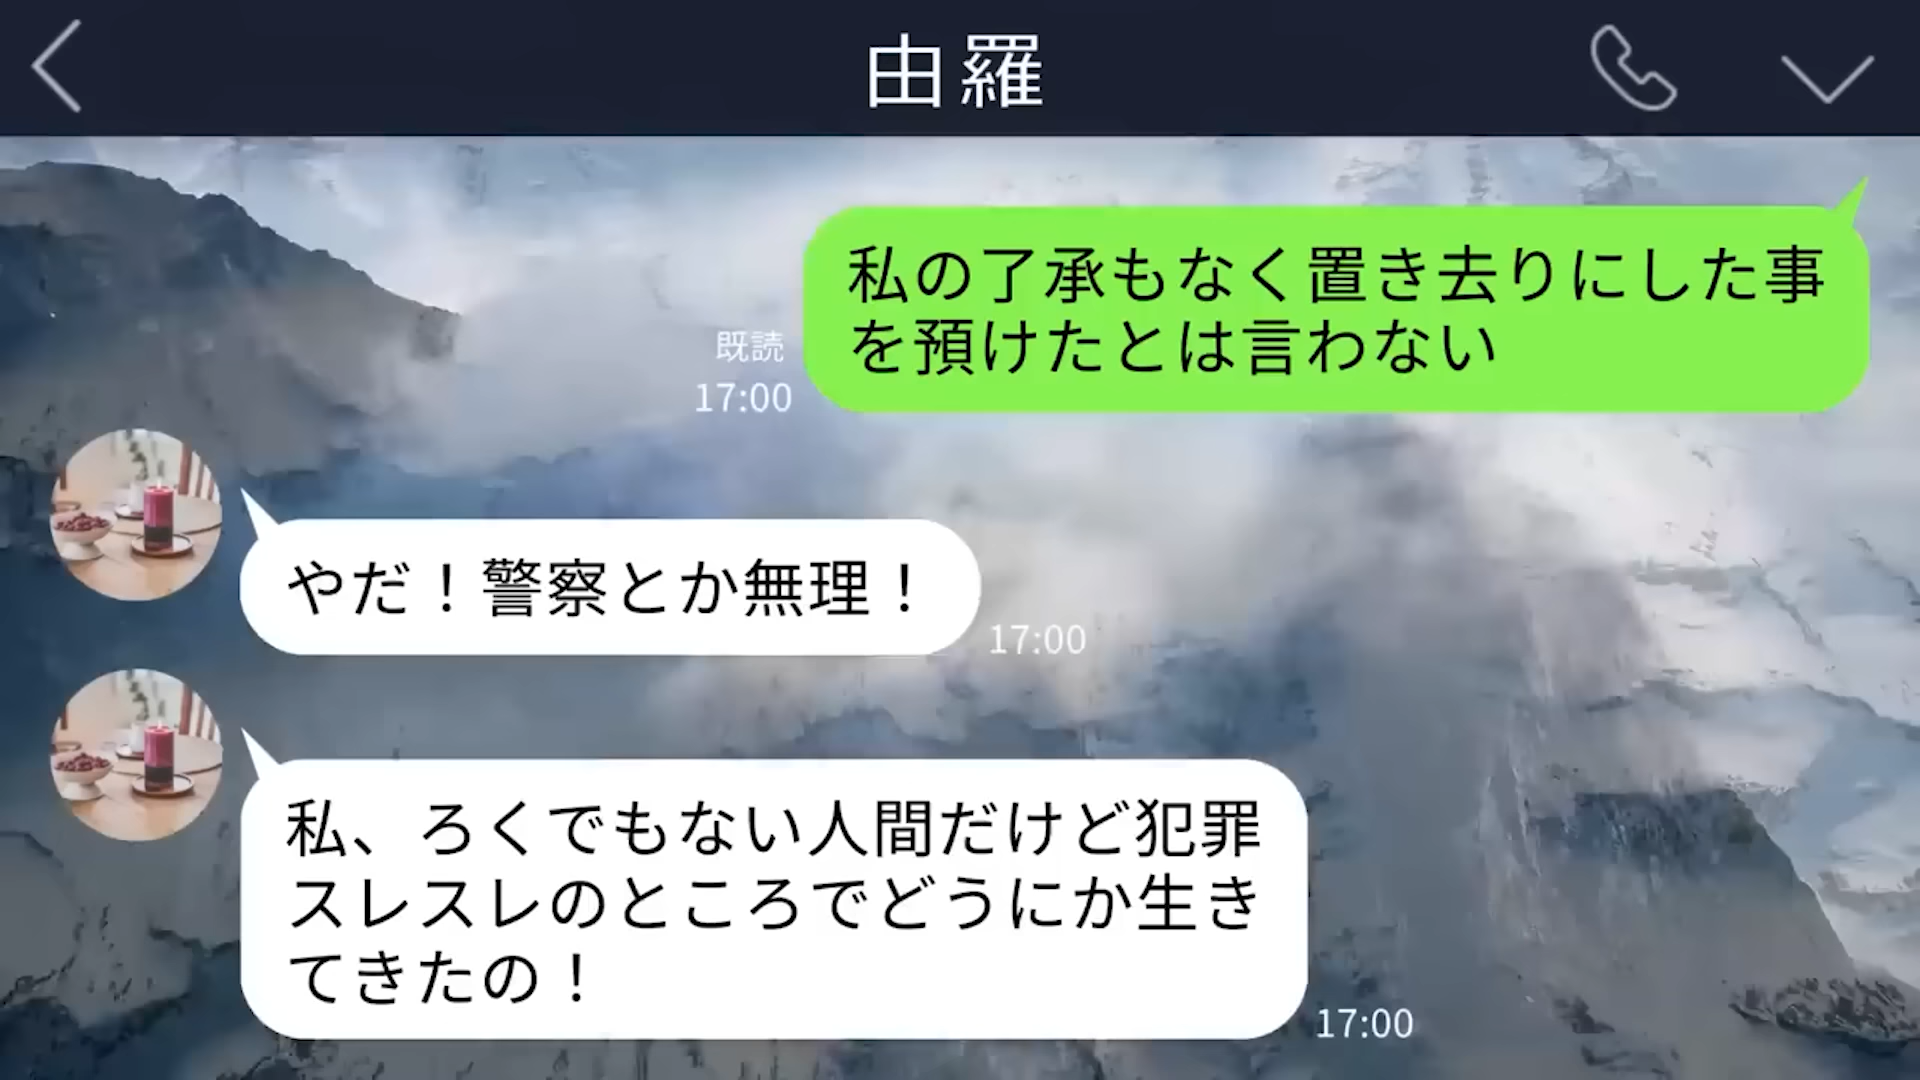 由羅
私の了承もなく置き去りにした事
を預けたとは言わない
既読
17:00
やだ！警察とか無理！
17:00
私、ろくでもない人間だけど犯罪
スレスレのところでどうにか生き
てきたの！
17:00